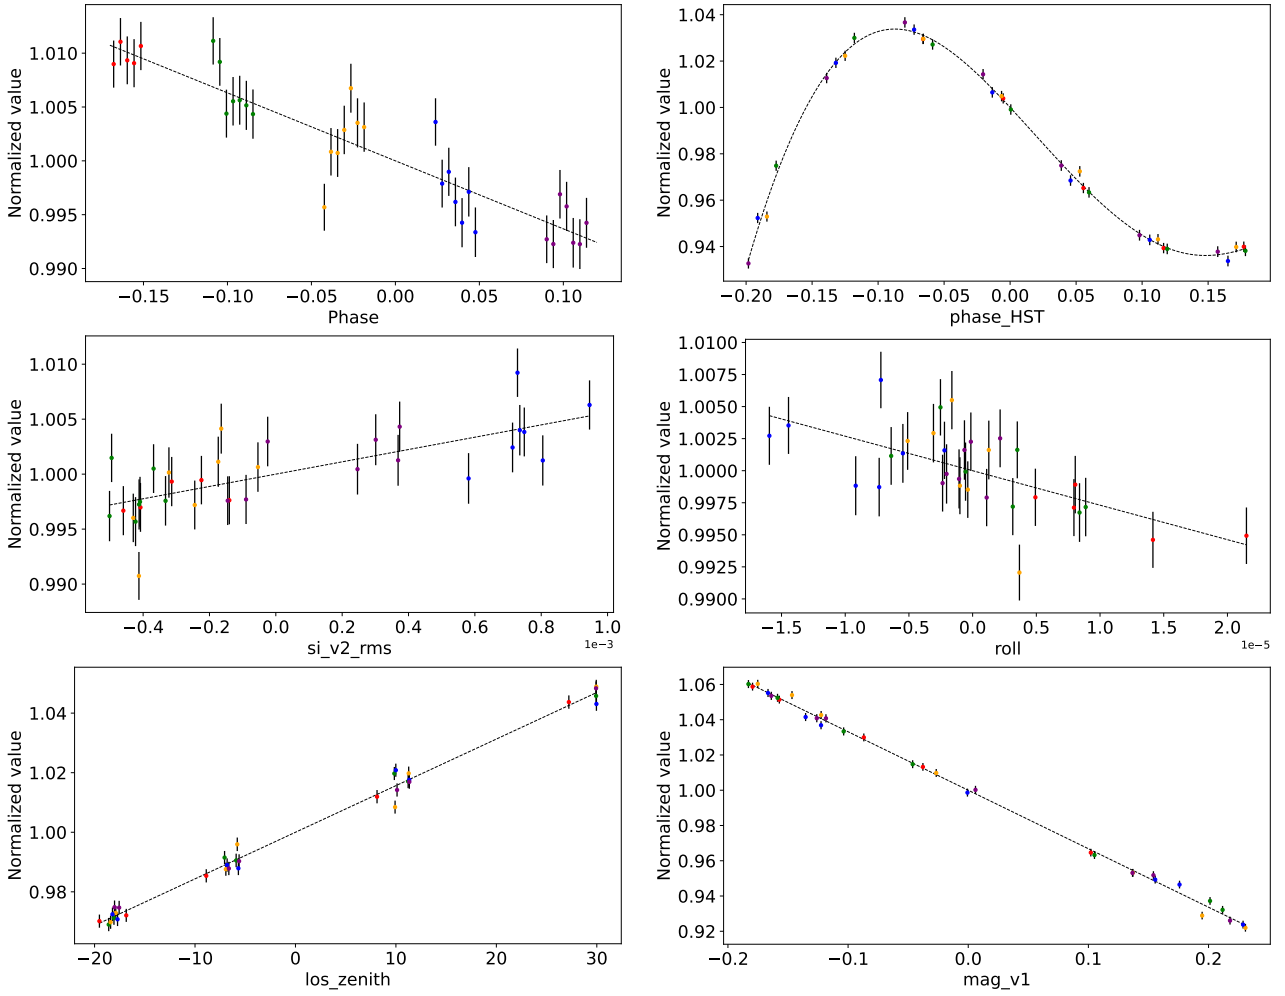 Normalized value
1.010
1.005
1.000
0.995
0.990
−0.15 −0.10 −0.05 0.00 0.05 0.10
Phase
Normalized value
1.04
1.02
1.00
0.98
0.96
0.94
−0.20 −0.15 −0.10 −0.05 0.00 0.05 0.10 0.15
phase_HST
Normalized value
1.010
1.005
1.000
0.995
0.990
−0.4 −0.2 0.0 0.2 0.4 0.6 0.8 1.0
si_v2_rms
1e−3
Normalized value
1.0100
1.0075
1.0050
1.0025
1.0000
0.9975
0.9950
0.9925
0.9900
−1.5 −1.0 −0.5 0.0 0.5 1.0 1.5 2.0
roll
1e−5
Normalized value
1.04
1.02
1.00
0.98
−20 −10 0 10 20 30
los_zenith
Normalized value
1.06
1.04
1.02
1.00
0.98
0.96
0.94
0.92
−0.2 −0.1 0.0 0.1 0.2
mag_v1